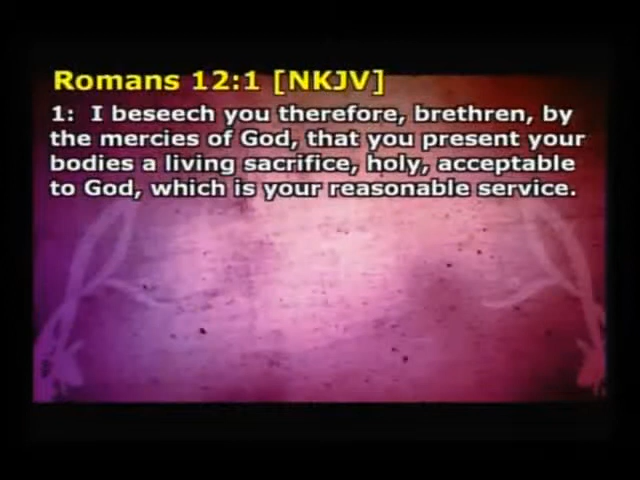 Romans 12:1 [NKJV]
1: I beseech you therefore, brethren, by
the mercies of God, that you present your
bodies a living sacrifice, holy, acceptable
to God, which is your reasonable service.